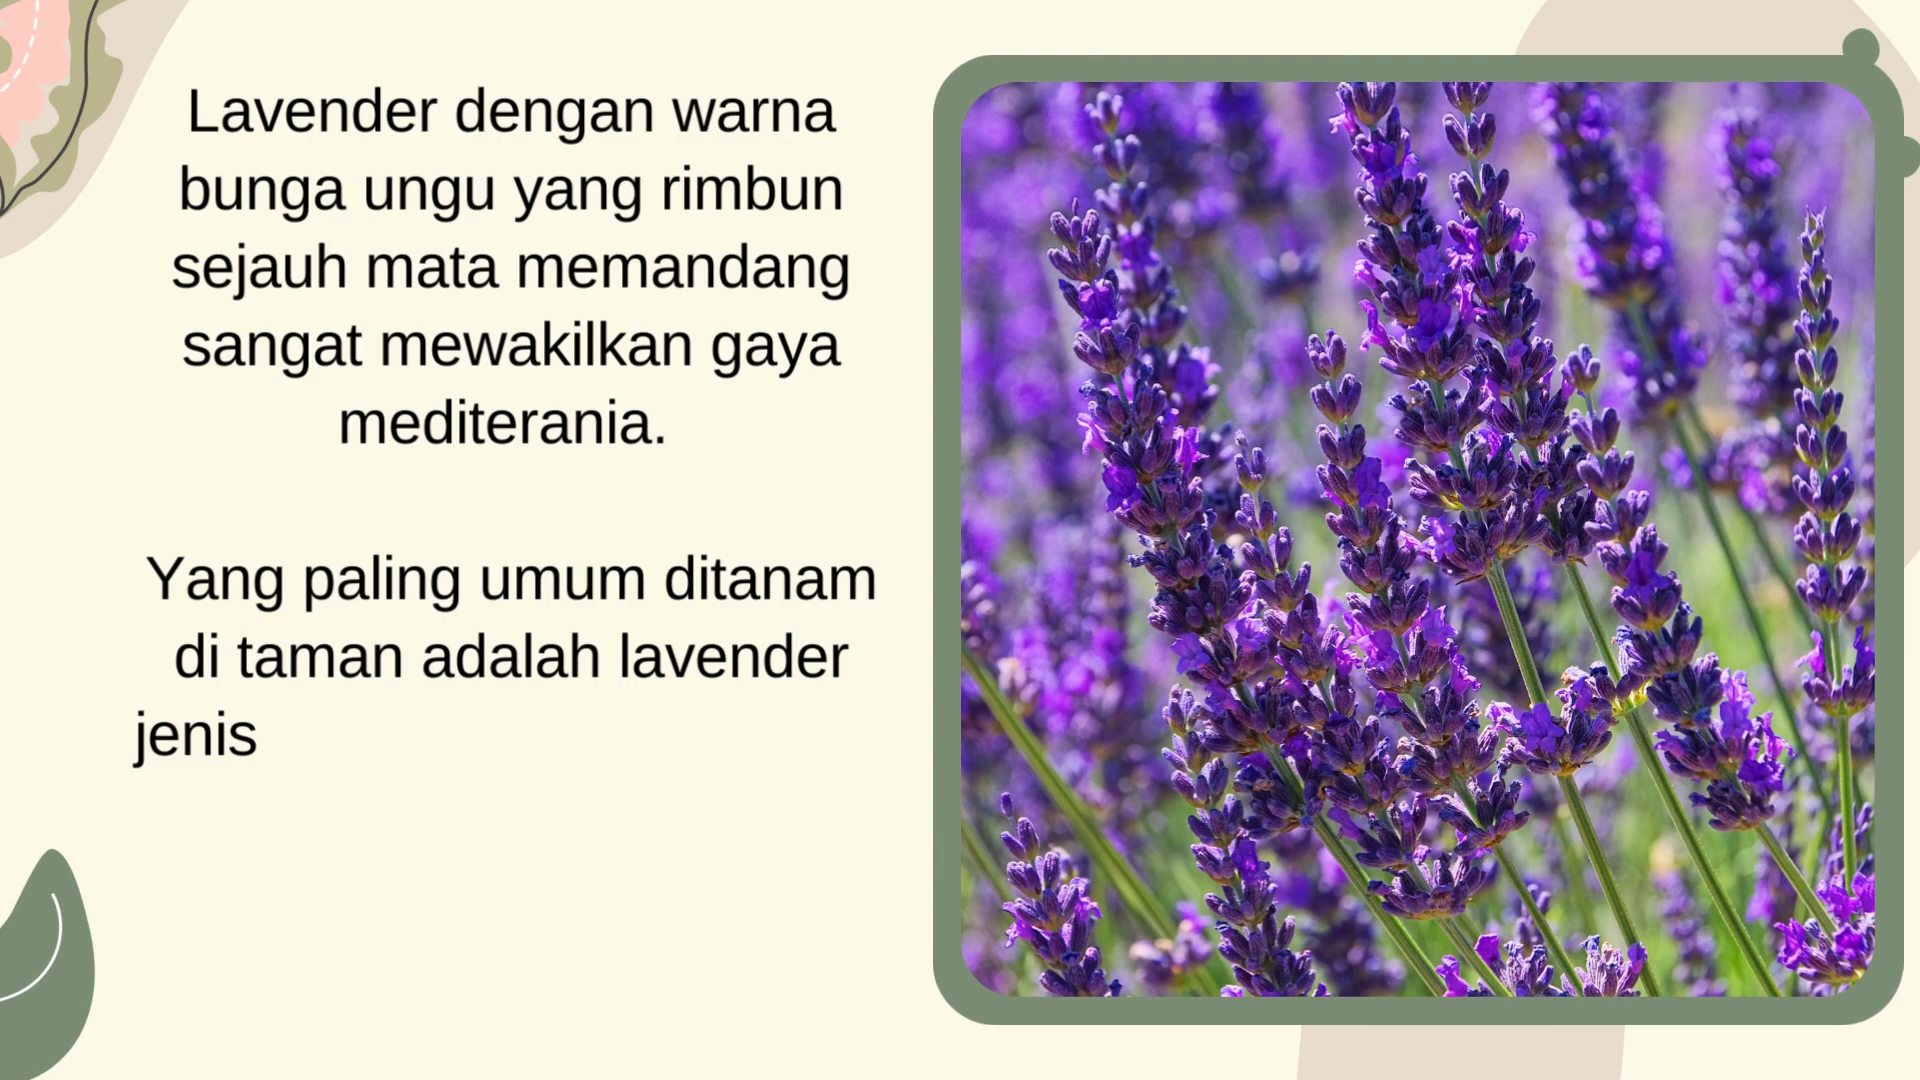 Lavender dengan warna
bunga ungu yang rimbun
sejauh mata memandang
sangat mewakilkan gaya
mediterania.
Yang paling umum ditanam
di taman adalah lavender
jenis